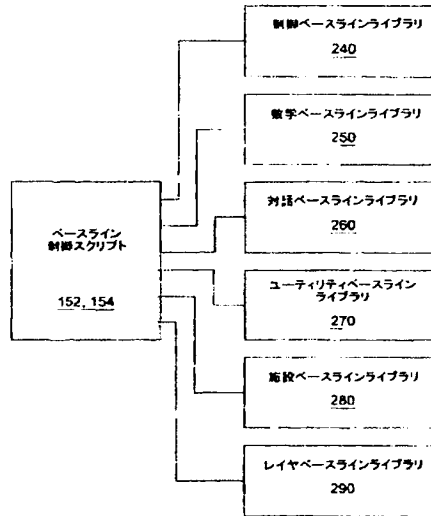 制御ベースラインライブラリ
240
数学ベースラインライブラリ
250
対話ベースラインライブラリ
260
ベースライン
制御スクリプト
152, 154
ユーティリティベースライン
ライブラリ
270
施設ベースラインライブラリ
280
レイヤベースラインライブラリ
290